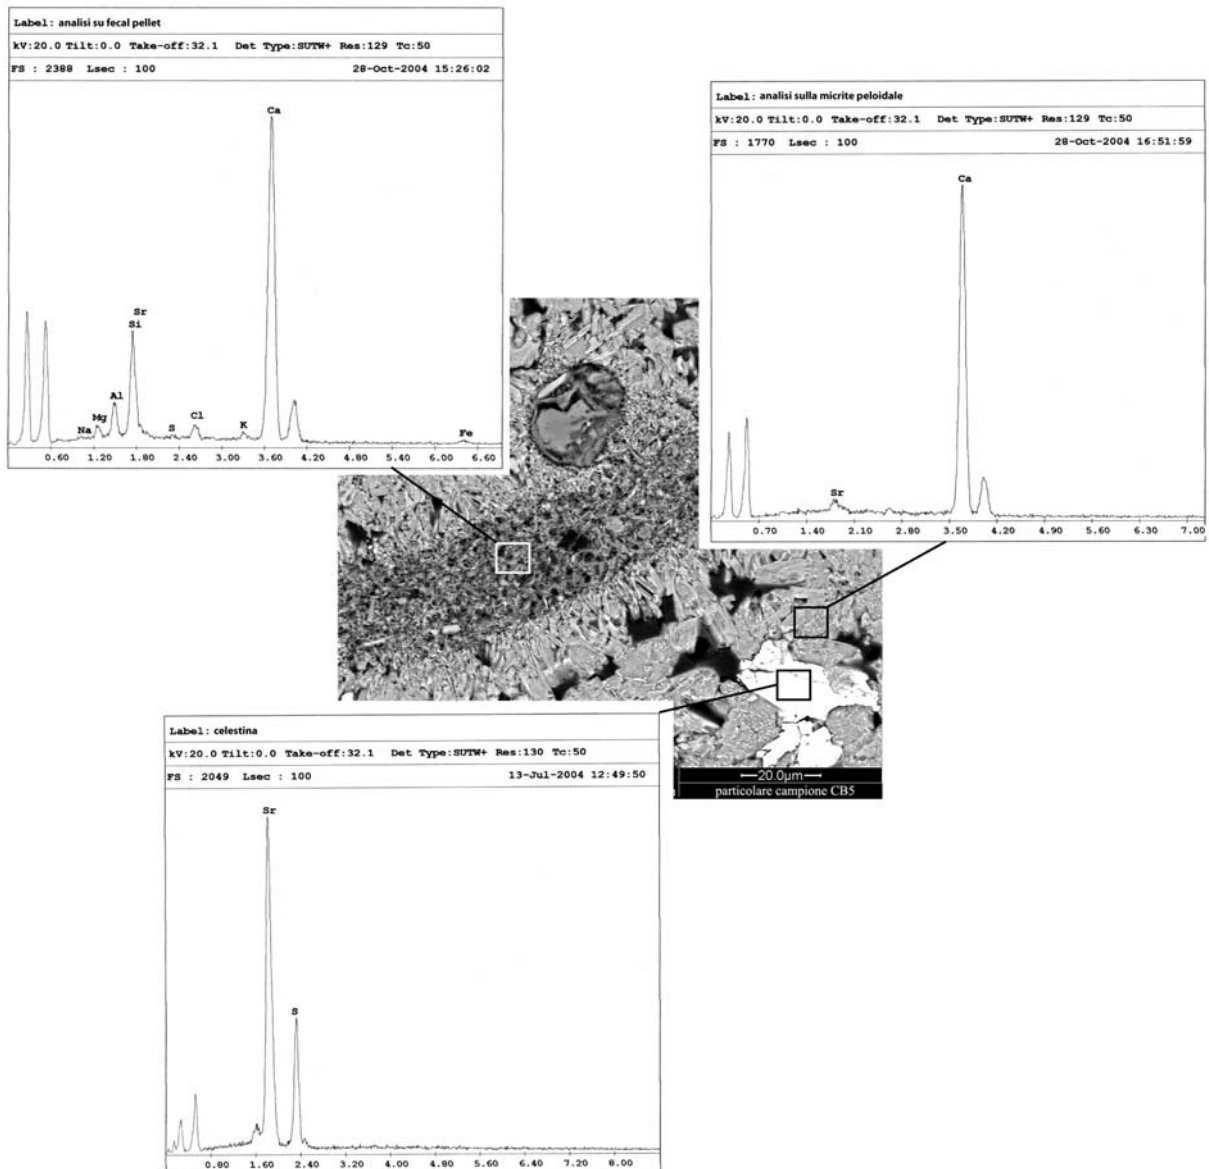 Label: analisi su fecal pellet
kV:20.0 Tilt:0.0 Take-off:32.1 Det Type:SUTW+ Res:129 Tc:50
FS : 2388 Lsec : 100 28-Oct-2004 15:26:02
Ca
Sr
Si
Al
Mg
Na
S
Cl
K
Fe
0.60 1.20 1.80 2.40 3.00 3.60 4.20 4.80 5.40 6.00 6.60
Label: analisi sulla micrite peloidale
kV:20.0 Tilt:0.0 Take-off:32.1 Det Type:SUTW+ Res:129 Tc:50
FS : 1770 Lsec : 100 28-Oct-2004 16:51:59
Ca
Sr
0.70 1.40 2.10 2.80 3.50 4.20 4.90 5.60 6.30 7.00
Label: celestina
kV:20.0 Tilt:0.0 Take-off:32.1 Det Type:SUTW+ Res:130 Tc:50
FS : 2049 Lsec : 100 13-Jul-2004 12:49:50
Sr
S
0.80 1.60 2.40 3.20 4.00 4.80 5.60 6.40 7.20 8.00
20.0µm
particolare campione CB5